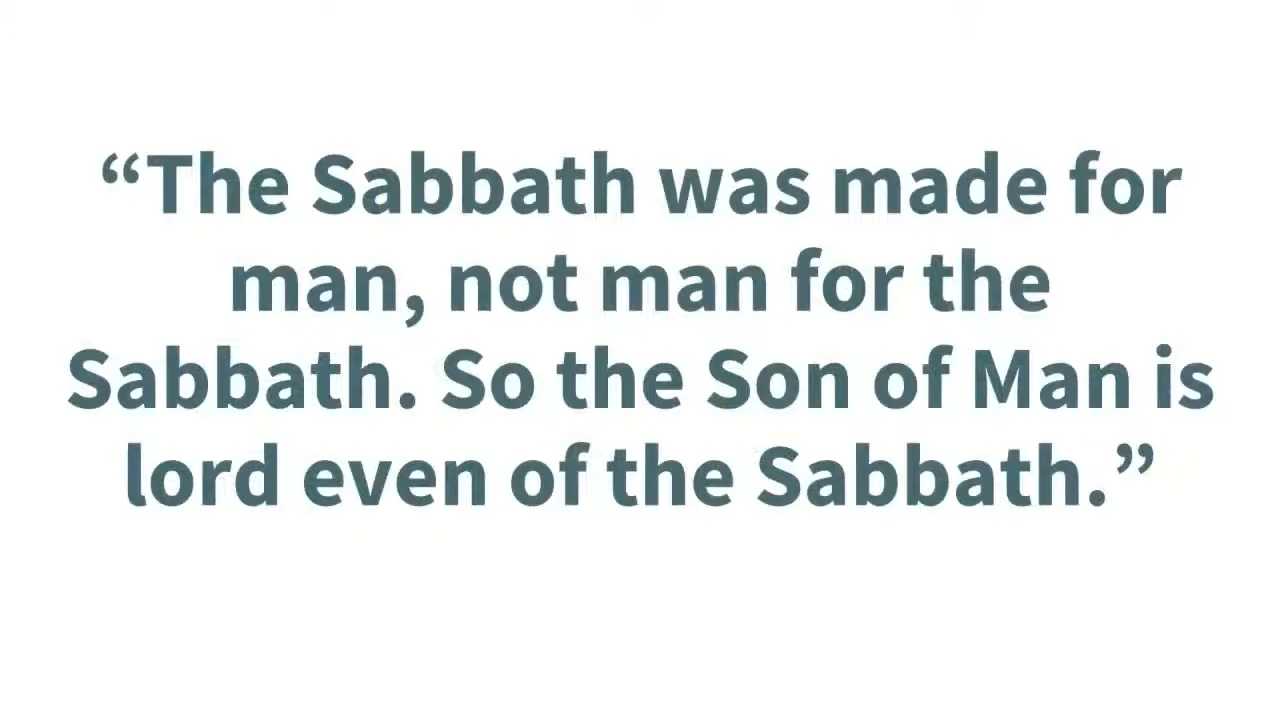 “The Sabbath was made for
man, not man for the
Sabbath. So the Son of Man is
lord even of the Sabbath.”